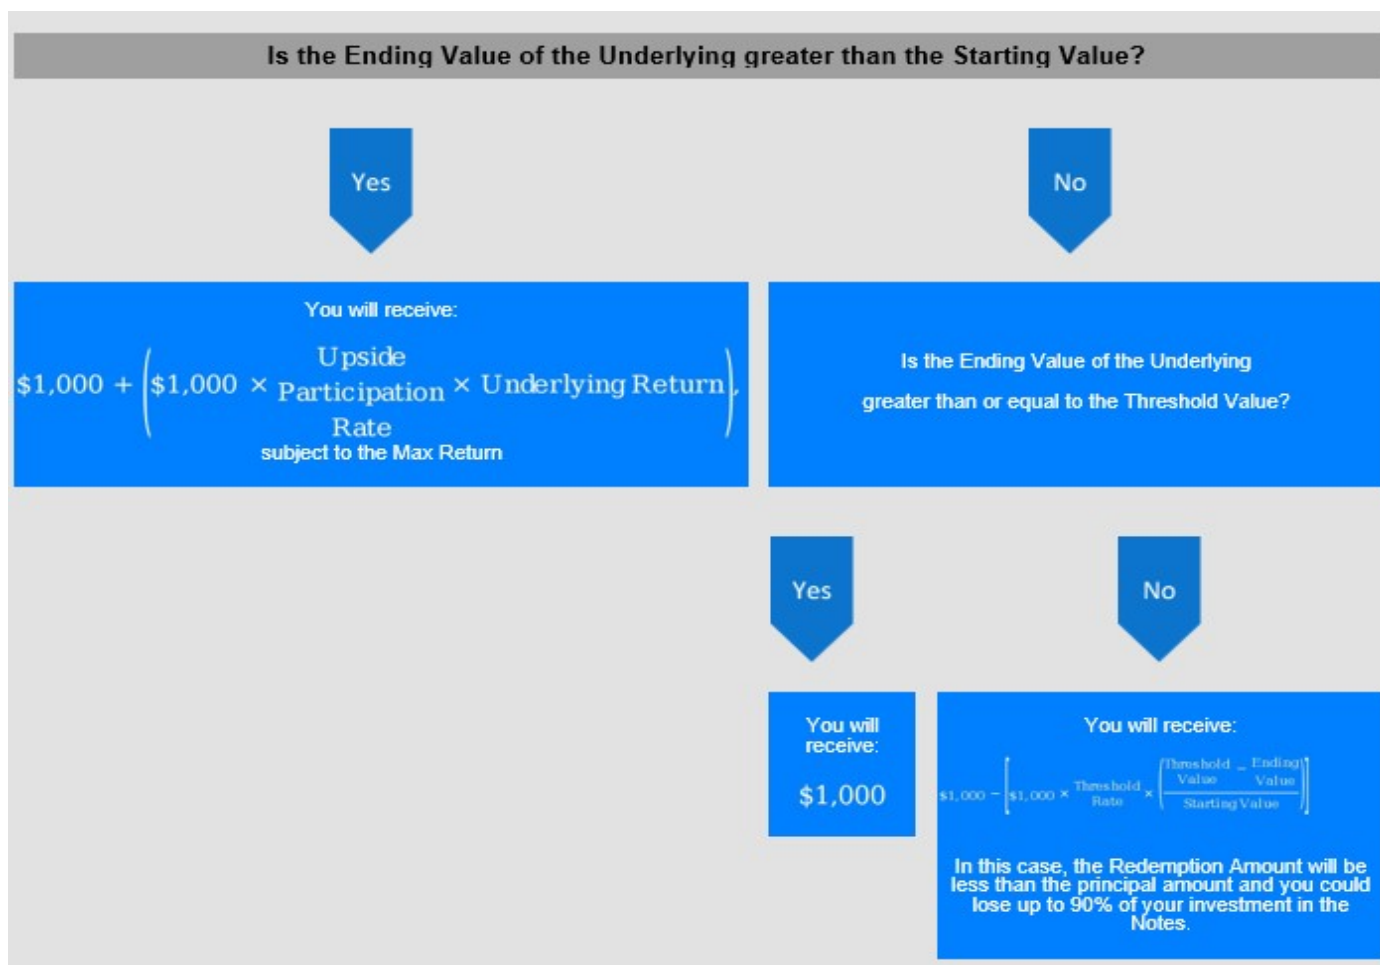 Is the Ending Value of the Underlying greater than the Starting Value?
Yes
No
You will receive:
$1,000 + ($1,000 × Upside Participation Rate × Underlying Return),
subject to the Max Return
Is the Ending Value of the Underlying
greater than or equal to the Threshold Value?
Yes
No
You will
receive:
$1,000
You will receive:
$1,000 − [$1,000 × Threshold Rate × ((Threshold Value − Ending Value) / Starting Value)]
In this case, the Redemption Amount will be
less than the principal amount and you could
lose up to 90% of your investment in the
Notes.